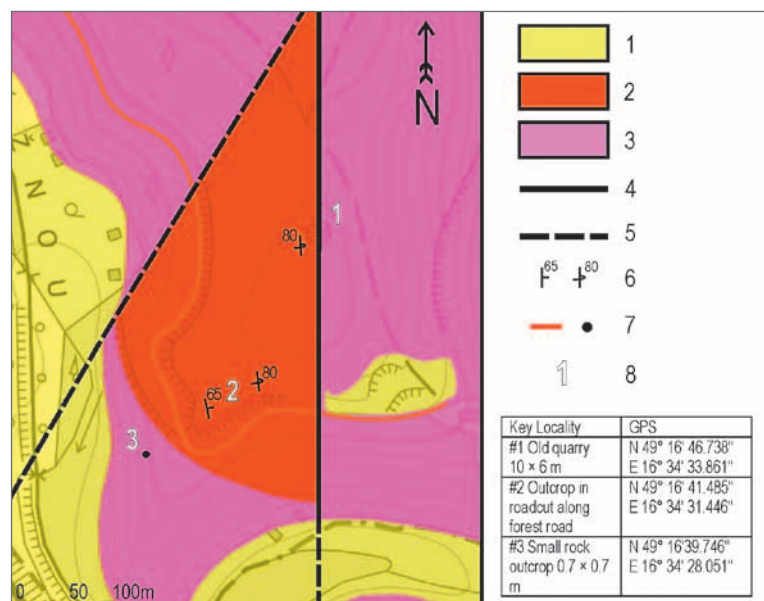 N
1
2
3
4
5
65 80 6
7
1 8
Z
N
O
U
80
1
80
65
2
3
0 50 100m
Key Locality GPS
#1 Old quarry N 49° 16' 46.738"
10 × 6 m E 16° 34' 33.861"
#2 Outcrop in N 49° 16' 41.485"
roadcut along E 16° 34' 31.446"
forest road
#3 Small rock N 49° 16'39.746"
outcrop 0.7 × 0.7 E 16° 34' 28.051"
m